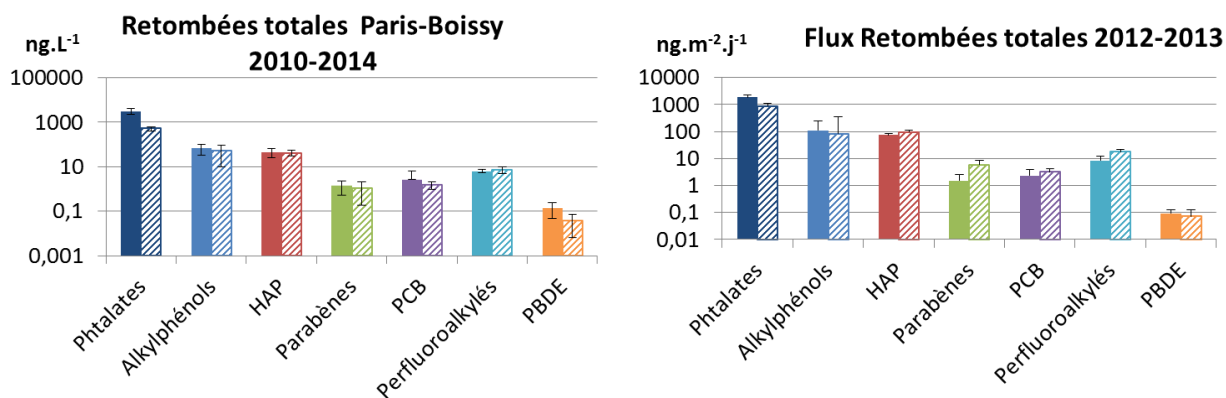 Retombées totales Paris-Boissy
2010-2014
ng.L-1
100000
1000
10
0,1
0,001
Phtalates
Alkylphénols
HAP
Parabènes
PCB
Perfluoroalkylés
PBDE
Flux Retombées totales 2012-2013
ng.m-2.j-1
10000
1000
100
10
1
0,1
0,01
Phtalates
Alkylphénols
HAP
Parabènes
PCB
Perfluoroalkylés
PBDE